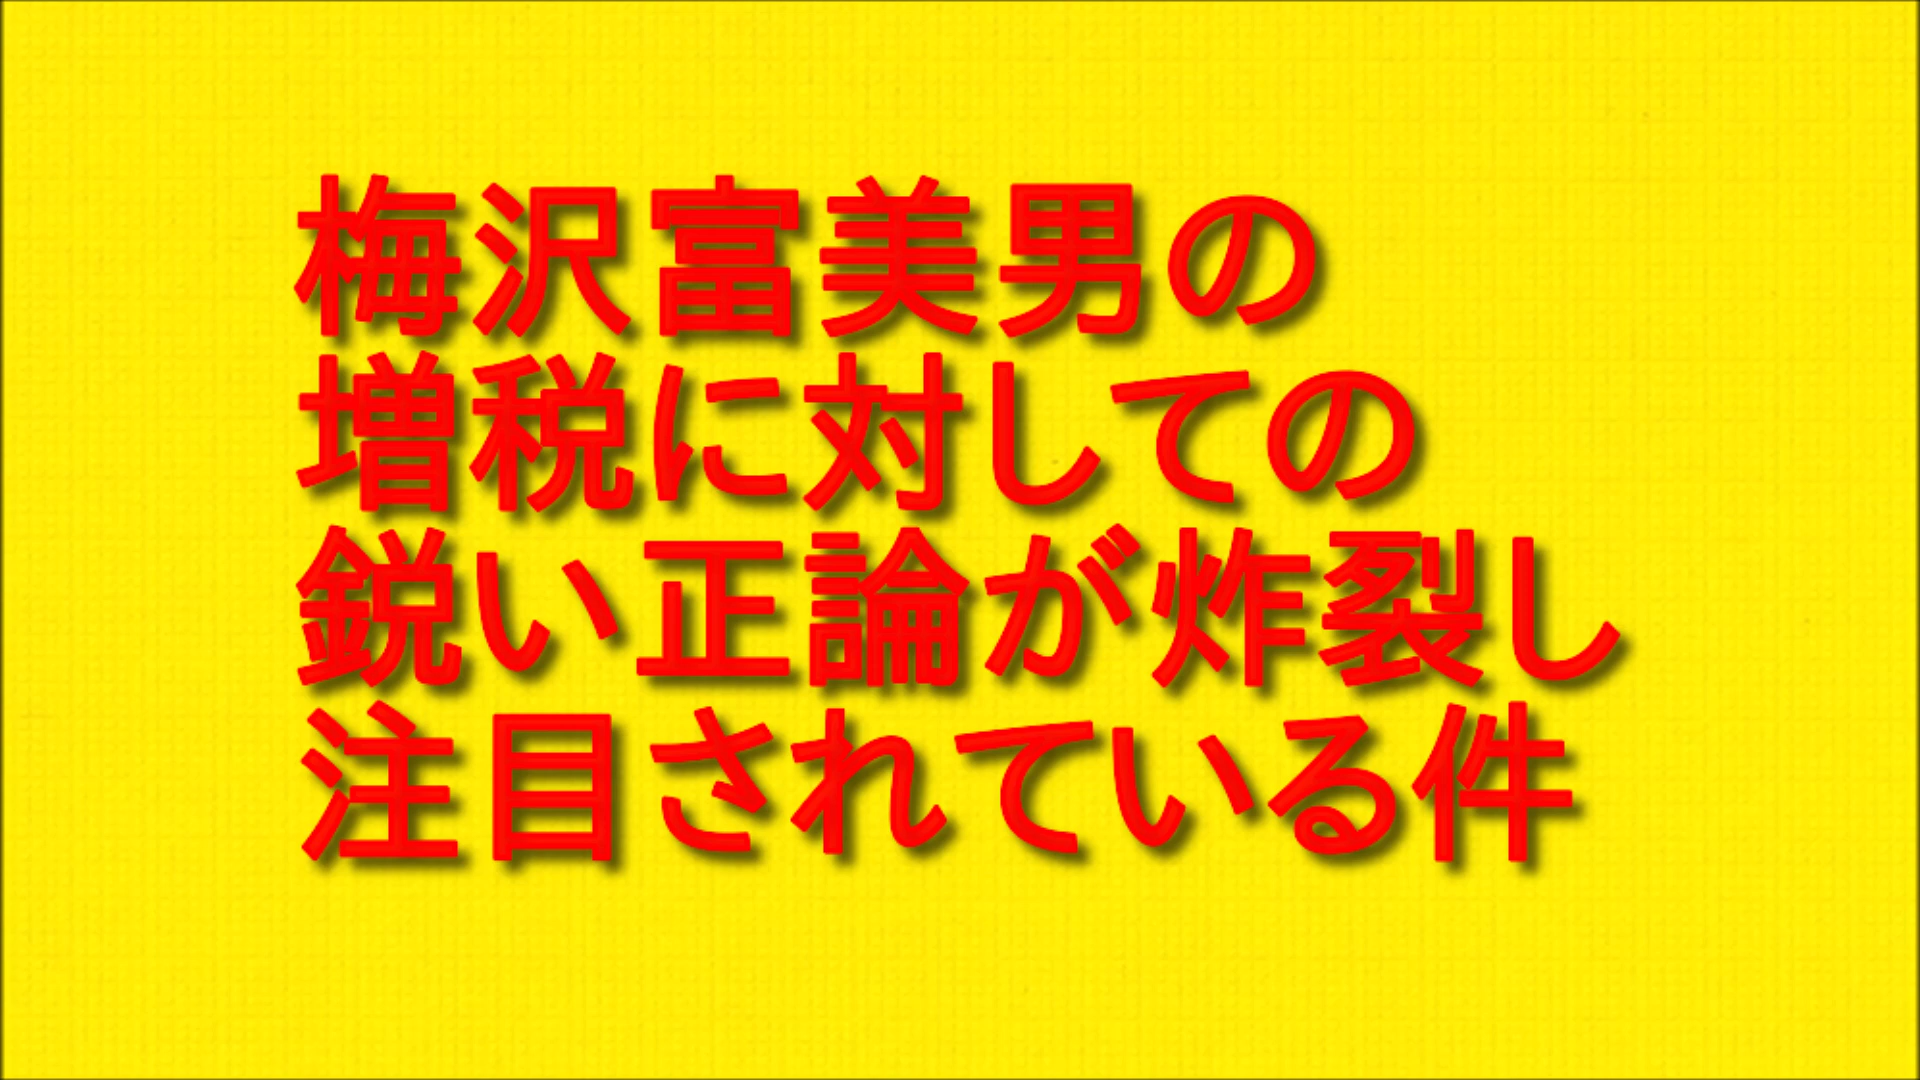 梅沢富美男の
増税に対しての
鋭い正論が炸裂し
注目されている件